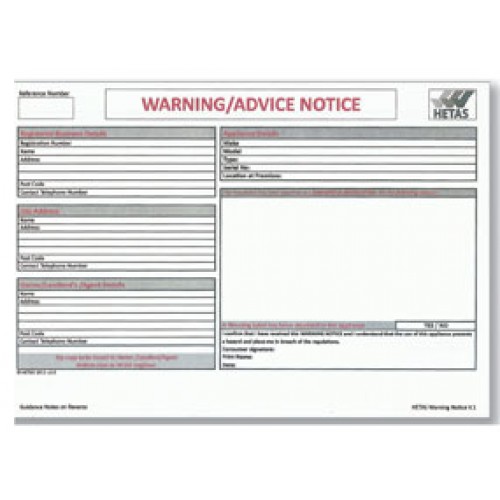 Reference Number
WARNING/ADVICE NOTICE
HETAS
Registered Business Details
Registration Number
Name
Address
Post Code
Contact Telephone Number
Job Address
Name
Address
Post Code
Contact Telephone Number
Owner/Landlord's /Agent Details
Name
Address
Post Code
Contact Telephone Number
Appliance Details
Make
Model
Type:
Serial No:
Location at Premises:
A Warning Label has been attached to the appliance
YES / NO
I confirm that I have received this WARNING NOTICE and understand that the use of this appliance presents
a hazard and places me in breach of the regulations.
Consumer signature:
Print Name:
Date:
Guidance Notes on Reverse
HETAS Warning Notice V.1